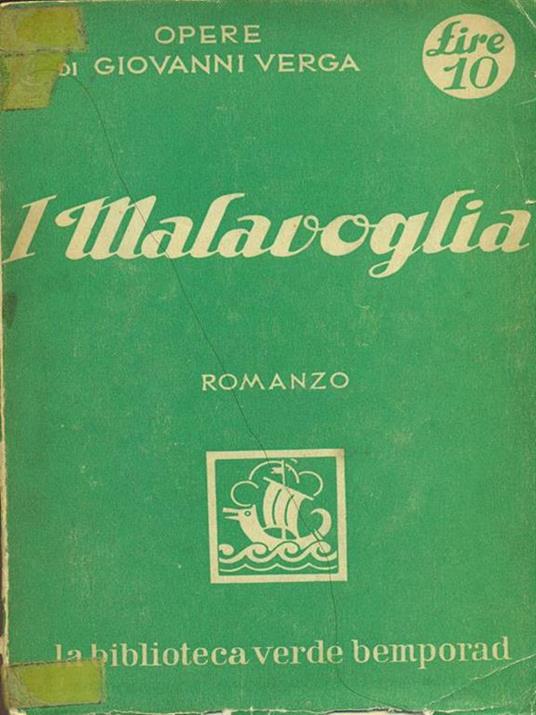 OPERE
DI GIOVANNI VERGA
Lire
10
I Malavoglia
ROMANZO
la biblioteca verde bemporad